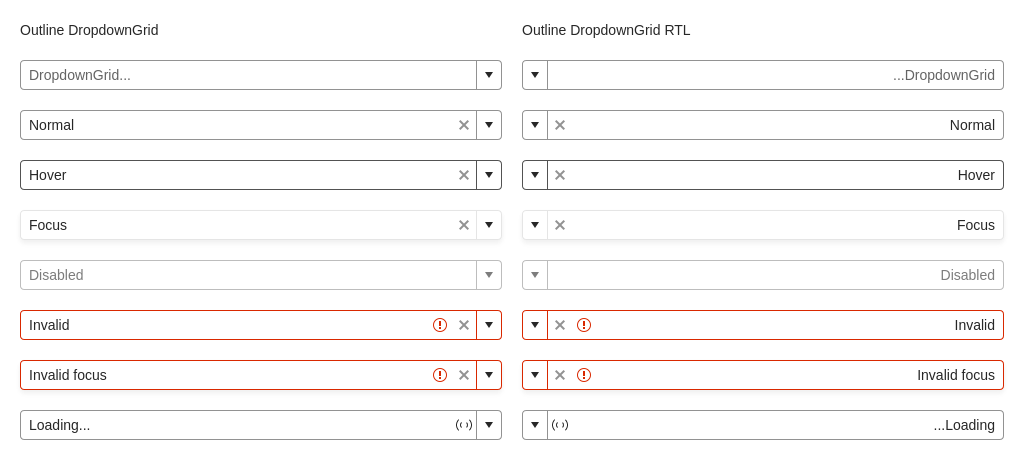 Outline DropdownGrid
DropdownGrid...
Normal
Hover
Focus
Disabled
Invalid
Invalid focus
Loading...
Outline DropdownGrid RTL
...DropdownGrid
Normal
Hover
Focus
Disabled
Invalid
Invalid focus
...Loading